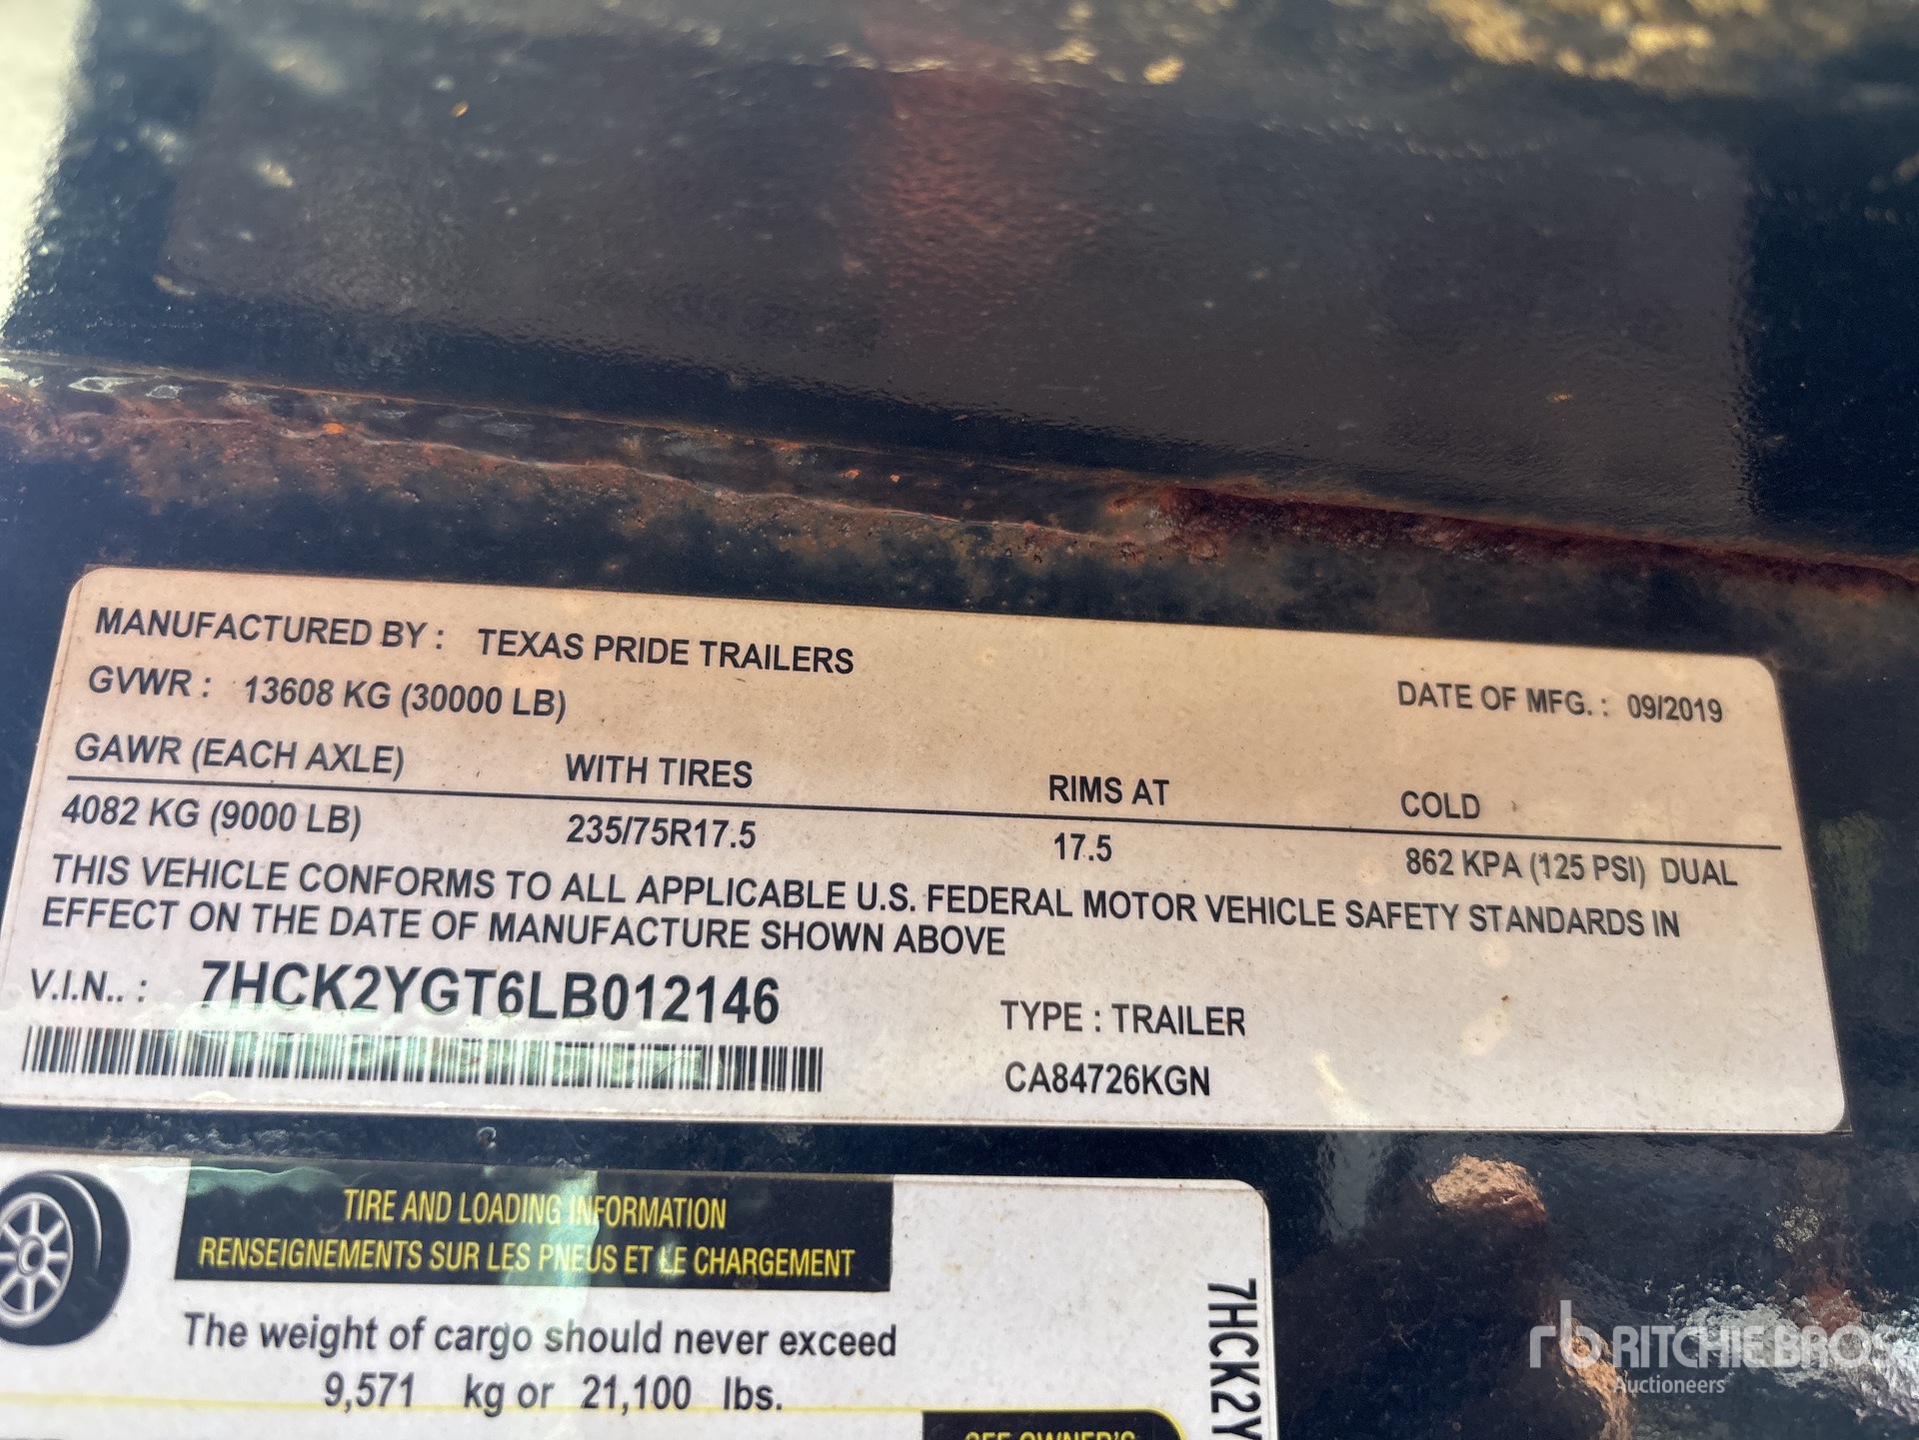 MANUFACTURED BY : TEXAS PRIDE TRAILERS
GVWR : 13608 KG (30000 LB) DATE OF MFG. : 09/2019
GAWR (EACH AXLE) WITH TIRES RIMS AT COLD
4082 KG (9000 LB) 235/75R17.5 17.5 862 KPA (125 PSI) DUAL
THIS VEHICLE CONFORMS TO ALL APPLICABLE U.S. FEDERAL MOTOR VEHICLE SAFETY STANDARDS IN
EFFECT ON THE DATE OF MANUFACTURE SHOWN ABOVE
V.I.N.. : 7HCK2YGT6LB012146 TYPE : TRAILER
CA84726KGN
TIRE AND LOADING INFORMATION
RENSEIGNEMENTS SUR LES PNEUS ET LE CHARGEMENT
The weight of cargo should never exceed
9,571 kg or 21,100 lbs.
SEE OWNER'S
7HCK2Y
rb RITCHIE BROS
Auctioneers